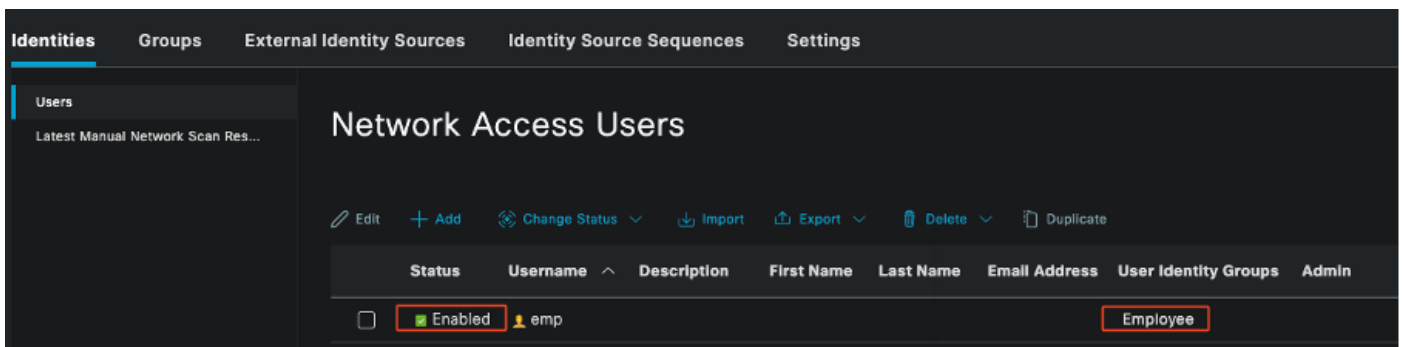 Identities Groups External Identity Sources Identity Source Sequences Settings
Users
Latest Manual Network Scan Res...
Network Access Users
Edit Add Change Status Import Export Delete Duplicate
Status Username Description First Name Last Name Email Address User Identity Groups Admin
Enabled emp Employee